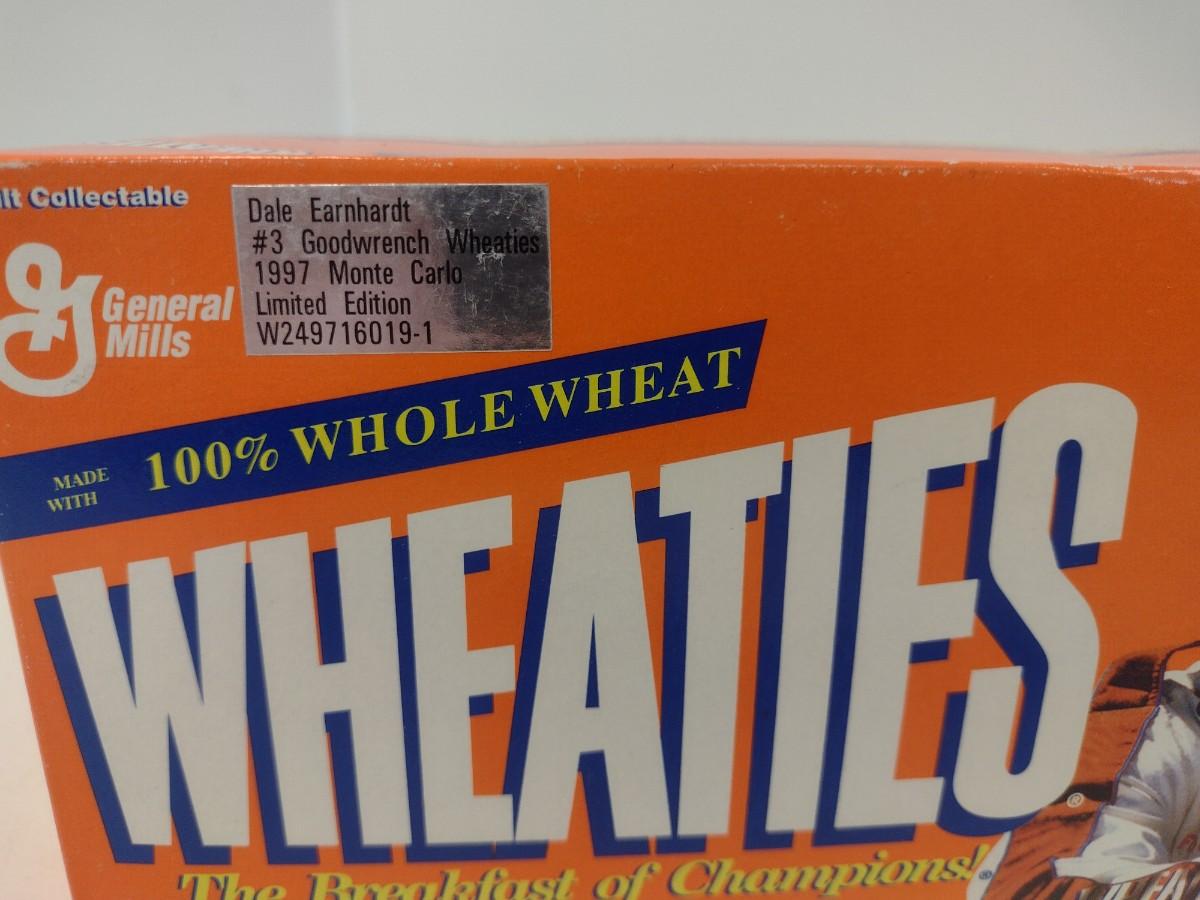 lt Collectable
Dale Earnhardt
#3 Goodwrench Wheaties
1997 Monte Carlo
Limited Edition
W249716019-1
General
Mills
MADE
WITH
100% WHOLE WHEAT
WHEATIES®
The Breakfast of Champions!®